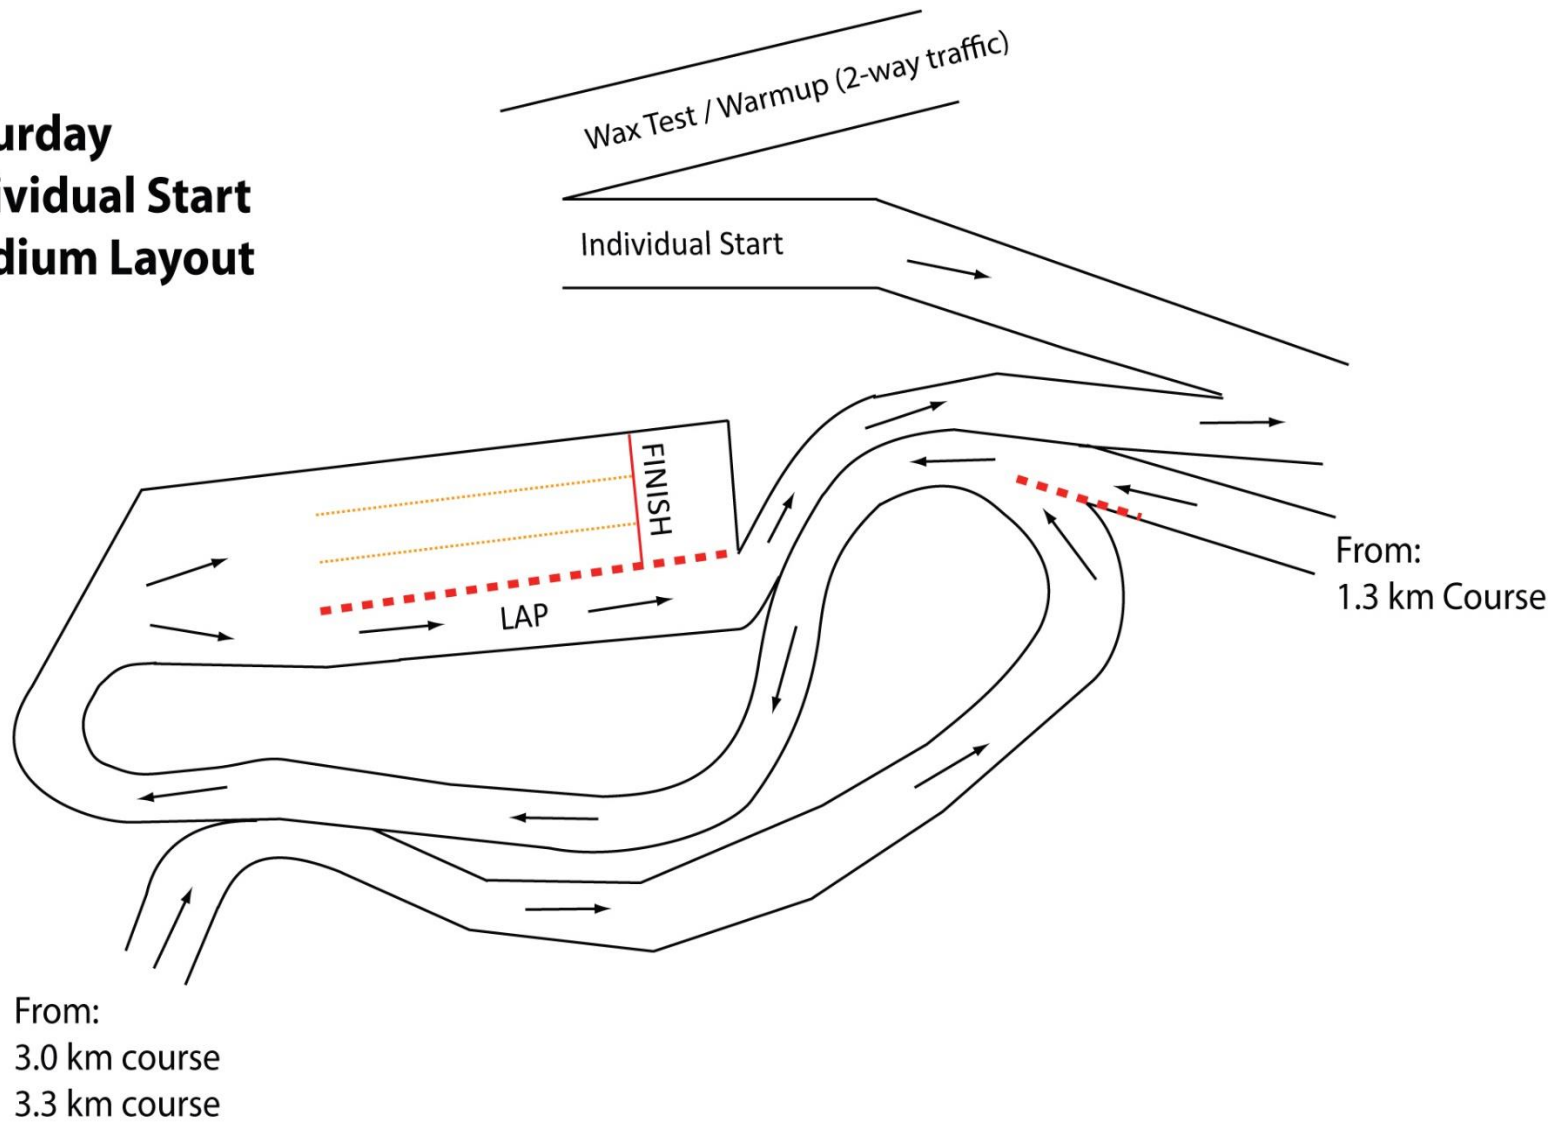 urday
ividual Start
dium Layout
Wax Test / Warmup (2-way traffic)
Individual Start
FINISH
LAP
From:
1.3 km Course
From:
3.0 km course
3.3 km course